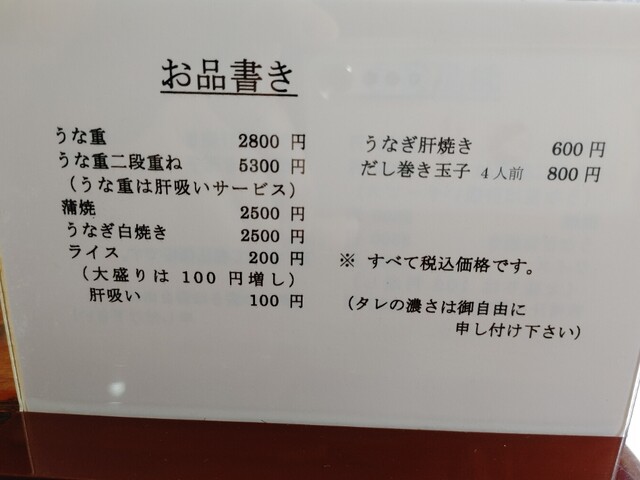 お品書き
うな重 2800 円
うな重二段重ね 5300 円
(うな重は肝吸いサービス)
蒲焼 2500 円
うなぎ白焼き 2500 円
ライス 200 円
(大盛りは 100 円増し)
肝吸い 100 円
うなぎ肝焼き 600 円
だし巻き玉子 4人前 800 円
※ すべて税込価格です。
(タレの濃さは御自由に
申し付け下さい)